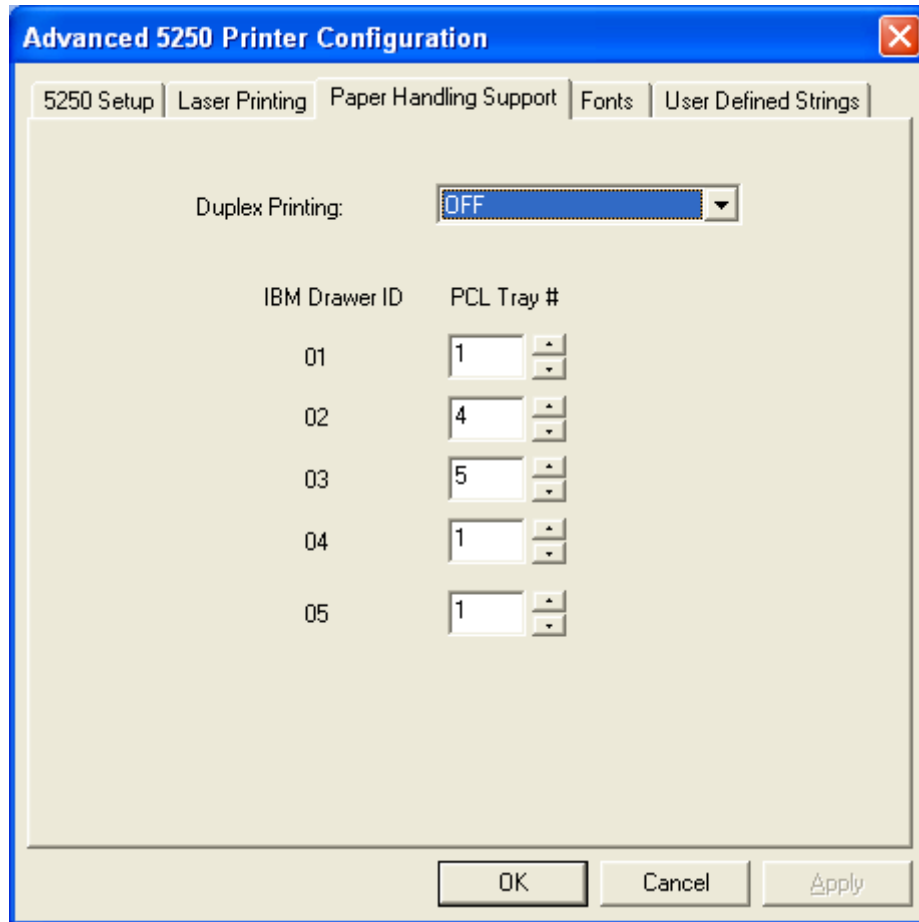 Advanced 5250 Printer Configuration
5250 Setup Laser Printing Paper Handling Support Fonts User Defined Strings
Duplex Printing: OFF
IBM Drawer ID PCL Tray #
01 1
02 4
03 5
04 1
05 1
OK Cancel Apply